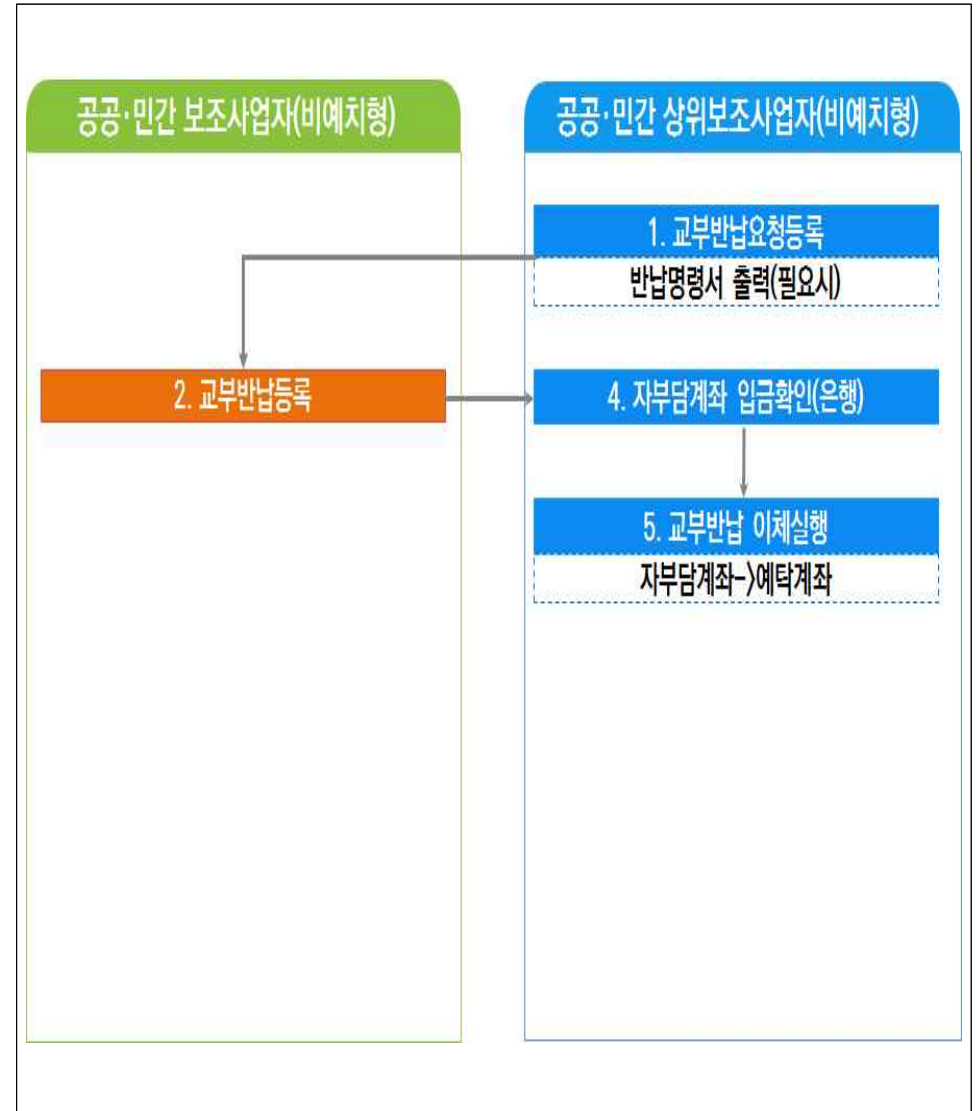 공공·민간 보조사업자(비예치형)
공공·민간 상위보조사업자(비예치형)
1. 교부반납요청등록
반납명령서 출력(필요시)
2. 교부반납등록
4. 자부담계좌 입금확인(은행)
5. 교부반납 이체실행
자부담계좌->예탁계좌